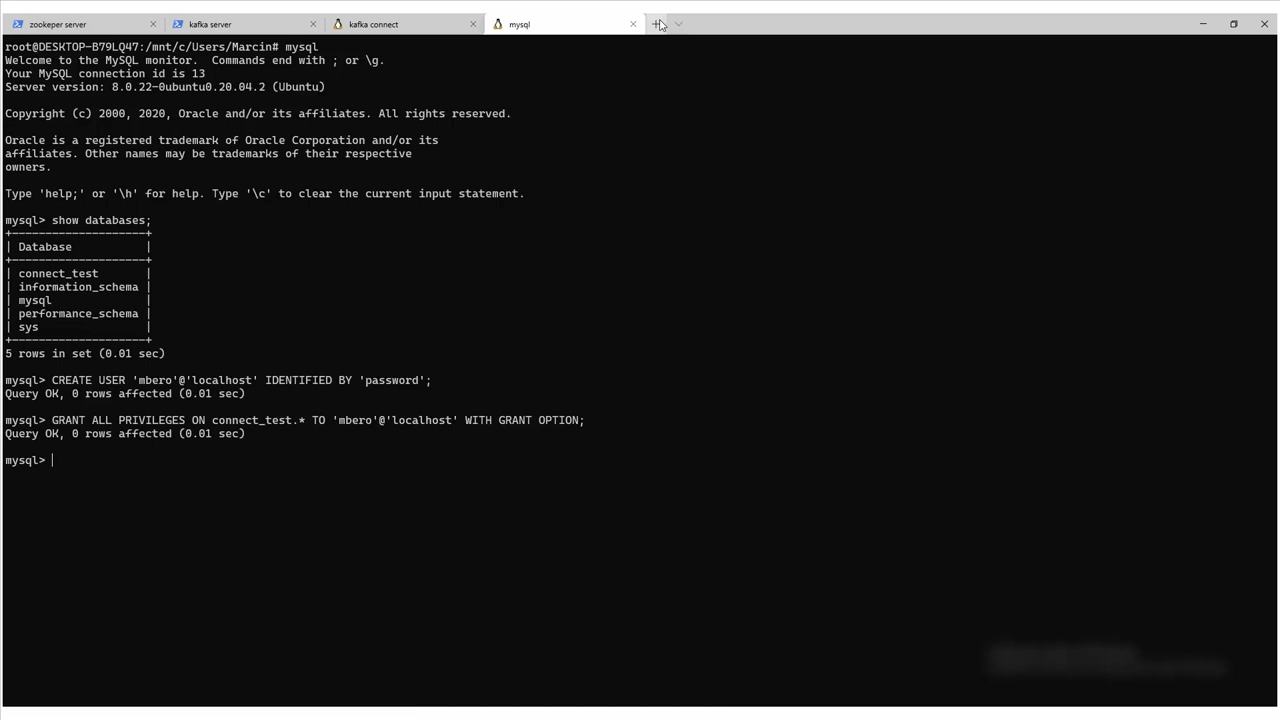 zookeper server
kafka server
kafka connect
mysql
root@DESKTOP-B79LQ47:/mnt/c/Users/Marcin# mysql
Welcome to the MySQL monitor.  Commands end with ; or \g.
Your MySQL connection id is 13
Server version: 8.0.22-0ubuntu0.20.04.2 (Ubuntu)
Copyright (c) 2000, 2020, Oracle and/or its affiliates. All rights reserved.
Oracle is a registered trademark of Oracle Corporation and/or its
affiliates. Other names may be trademarks of their respective
owners.
Type 'help;' or '\h' for help. Type '\c' to clear the current input statement.
mysql> show databases;
+--------------------+
| Database           |
+--------------------+
| connect_test       |
| information_schema |
| mysql              |
| performance_schema |
| sys                |
+--------------------+
5 rows in set (0.01 sec)
mysql> CREATE USER 'mbero'@'localhost' IDENTIFIED BY 'password';
Query OK, 0 rows affected (0.01 sec)
mysql> GRANT ALL PRIVILEGES ON connect_test.* TO 'mbero'@'localhost' WITH GRANT OPTION;
Query OK, 0 rows affected (0.01 sec)
mysql>